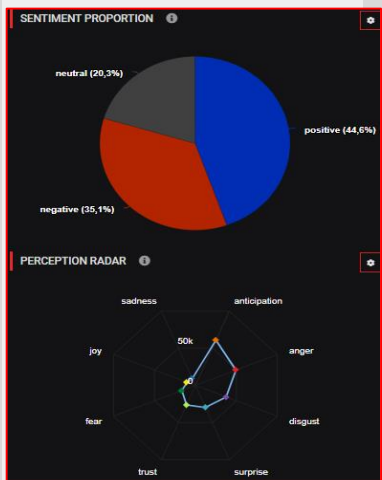 SENTIMENT PROPORTION
neutral (20,3%)
positive (44,6%)
negative (35,1%)
PERCEPTION RADAR
sadness
anticipation
joy
50k
anger
0
fear
disgust
trust
surprise